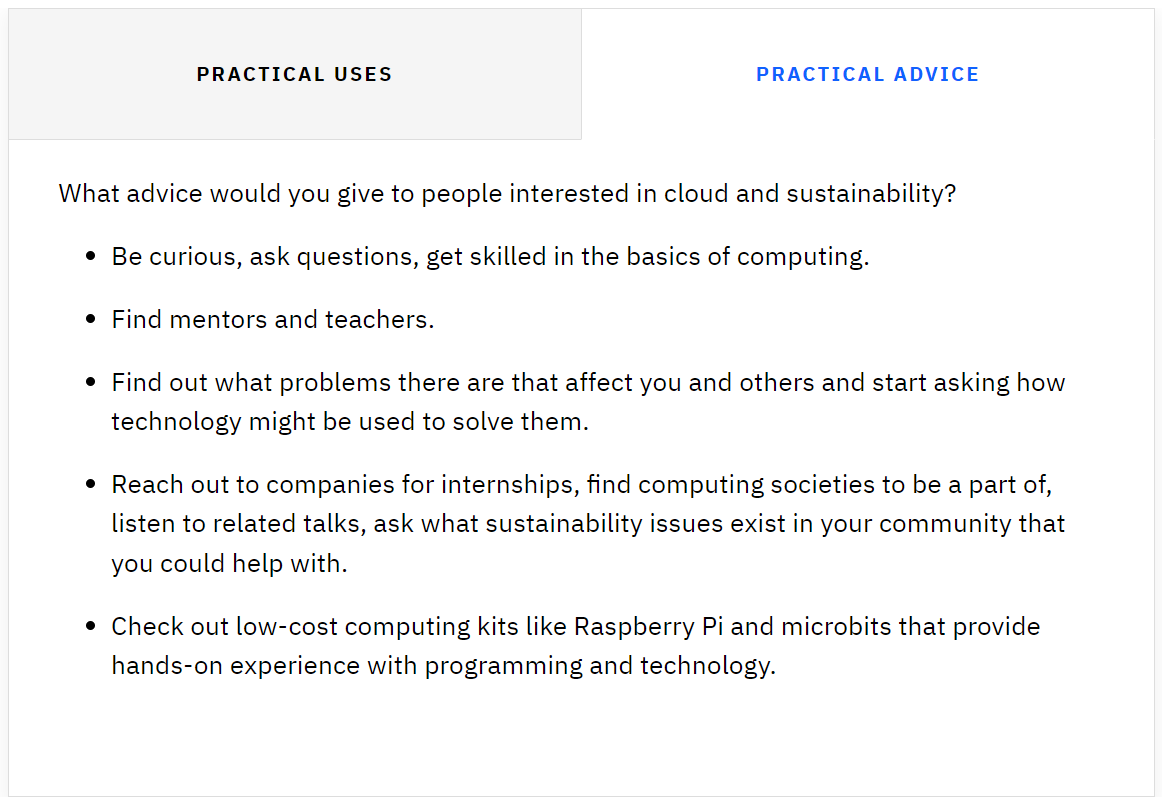 PRACTICAL USES
PRACTICAL ADVICE
What advice would you give to people interested in cloud and sustainability?
• Be curious, ask questions, get skilled in the basics of computing.
• Find mentors and teachers.
• Find out what problems there are that affect you and others and start asking how
technology might be used to solve them.
• Reach out to companies for internships, find computing societies to be a part of,
listen to related talks, ask what sustainability issues exist in your community that
you could help with.
• Check out low-cost computing kits like Raspberry Pi and microbits that provide
hands-on experience with programming and technology.